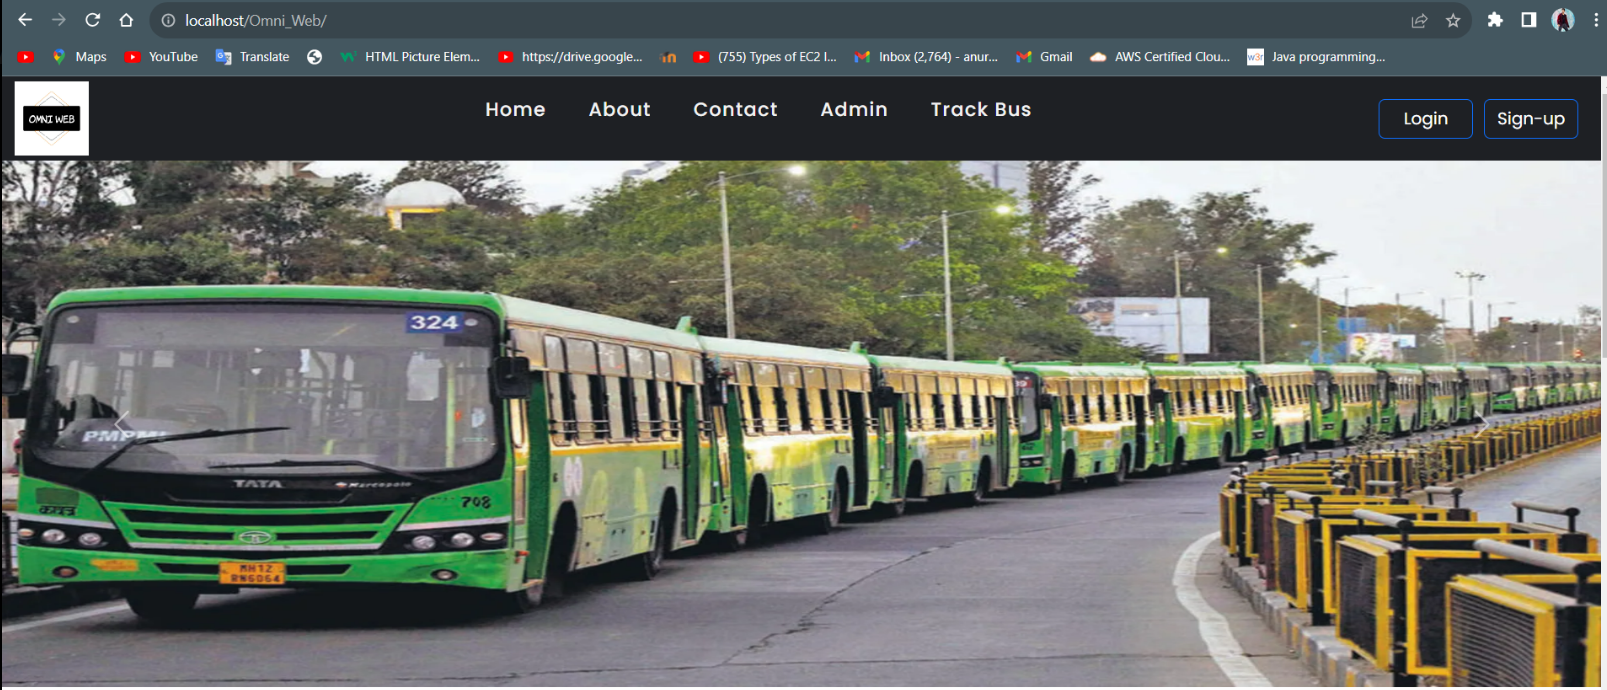 localhost/Omni_Web/
Maps YouTube Translate HTML Picture Elem... https://drive.google... (755) Types of EC2 I... Inbox (2,764) - anur... Gmail AWS Certified Clou... Java programming...
OMNI WEB
Home About Contact Admin Track Bus
Login Sign-up
324
PMPML
TATA Marcopolo
708
MH12
RN6064